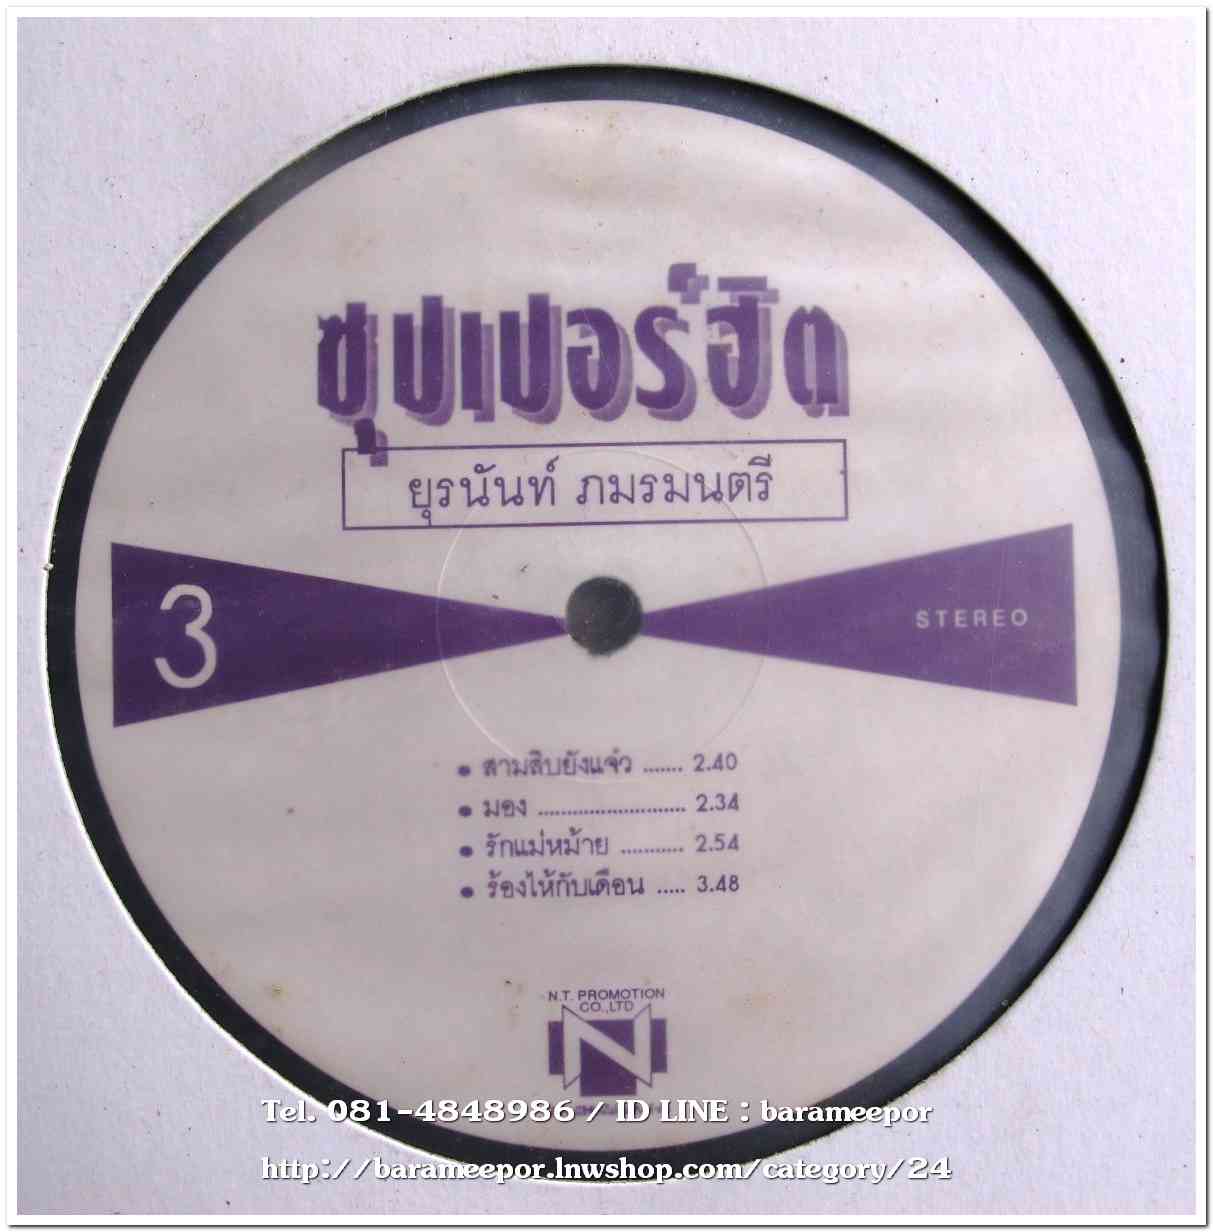 ซุปเปอร์ฮิต
ยุรนันท์ ภมรมนตรี
3
STEREO
• สามสิบยังแจ๋ว ....... 2.40
• มอง .......................... 2.34
• รักแม่หม้าย ........... 2.54
• ร้องไห้กับเดือน ..... 3.48
N.T. PROMOTION
CO.,LTD
N
Tel. 081-4848986 / ID LINE : barameepor
http://barameepor.lnwshop.com/category/24